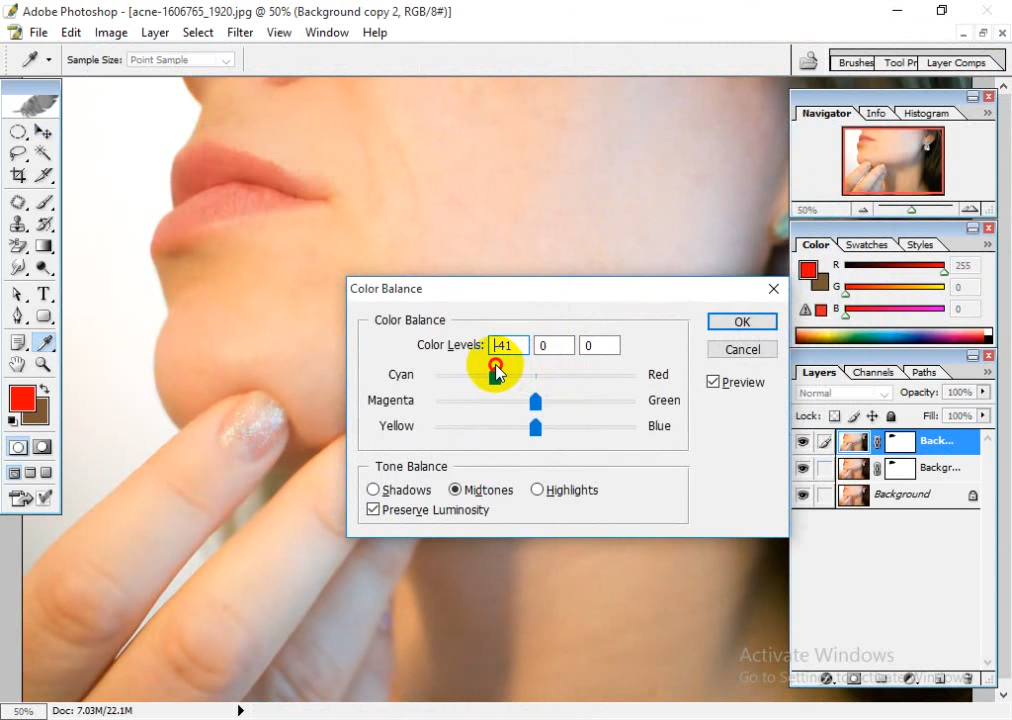 Adobe Photoshop - [acne-1606765_1920.jpg @ 50% (Background copy 2, RGB/8#)]
File Edit Image Layer Select Filter View Window Help
Sample Size: Point Sample
Brushes Tool Pr Layer Comps
Navigator Info Histogram
50%
Color Swatches Styles
R 255
G 0
B 0
Color Balance
Color Balance
OK
Color Levels: -41 0 0
Cancel
Cyan Red
Preview
Magenta Green
Yellow Blue
Tone Balance
Shadows Midtones Highlights
Preserve Luminosity
Layers Channels Paths
Normal Opacity: 100%
Lock: Fill: 100%
Back...
Backgr...
Background
Activate Windows
Go to Settings to activate Windows.
50% Doc: 7.03M/22.1M